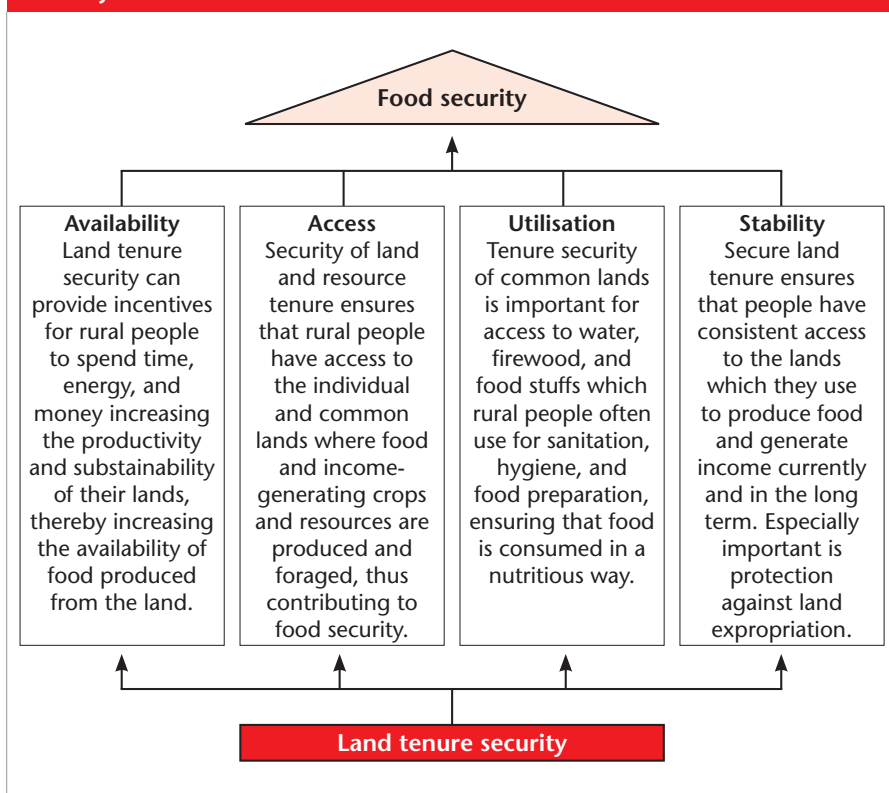 Food security
Availability
Land tenure
security can
provide incentives
for rural people
to spend time,
energy, and
money increasing
the productivity
and substainability
of their lands,
thereby increasing
the availability of
food produced
from the land.
Access
Security of land
and resource
tenure ensures
that rural people
have access to
the individual
and common
lands where food
and income-
generating crops
and resources are
produced and
foraged, thus
contributing to
food security.
Utilisation
Tenure security
of common lands
is important for
access to water,
firewood, and
food stuffs which
rural people often
use for sanitation,
hygiene, and
food preparation,
ensuring that food
is consumed in a
nutritious way.
Stability
Secure land
tenure ensures
that people have
consistent access
to the lands
which they use
to produce food
and generate
income currently
and in the long
term. Especially
important is
protection
against land
expropriation.
Land tenure security